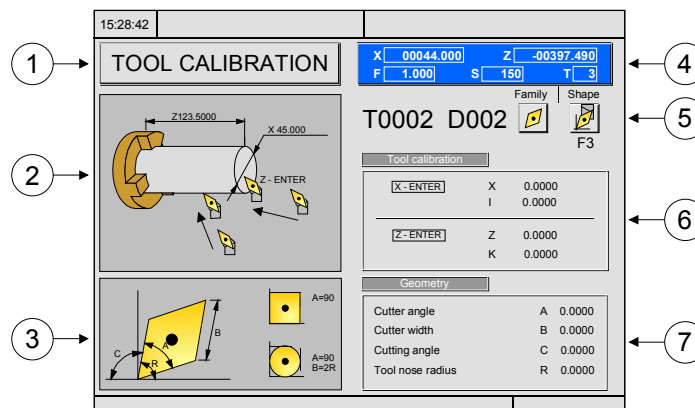 15:28:42
1
TOOL CALIBRATION
X 00044.000 Z -00397.490
F 1.000 S 150 T 3
4
Family Shape
T0002 D002
F3
5
Z123.5000
X 45.000
Z - ENTER
2
Tool calibration
X - ENTER X 0.0000
I 0.0000
Z - ENTER Z 0.0000
K 0.0000
6
Geometry
Cutter angle A 0.0000
Cutter width B 0.0000
Cutting angle C 0.0000
Tool nose radius R 0.0000
7
3
A=90
B
C
A
R
A=90
B=2R